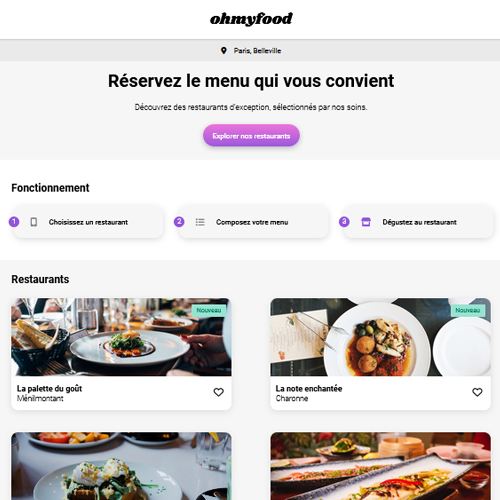 ohmyfood
Paris, Belleville
Réservez le menu qui vous convient
Découvrez des restaurants d'exception, sélectionnés par nos soins.
Explorer nos restaurants
Fonctionnement
1 Choisissez un restaurant
2 Composez votre menu
3 Dégustez au restaurant
Restaurants
Nouveau
Nouveau
La palette du goût
Ménilmontant
La note enchantée
Charonne